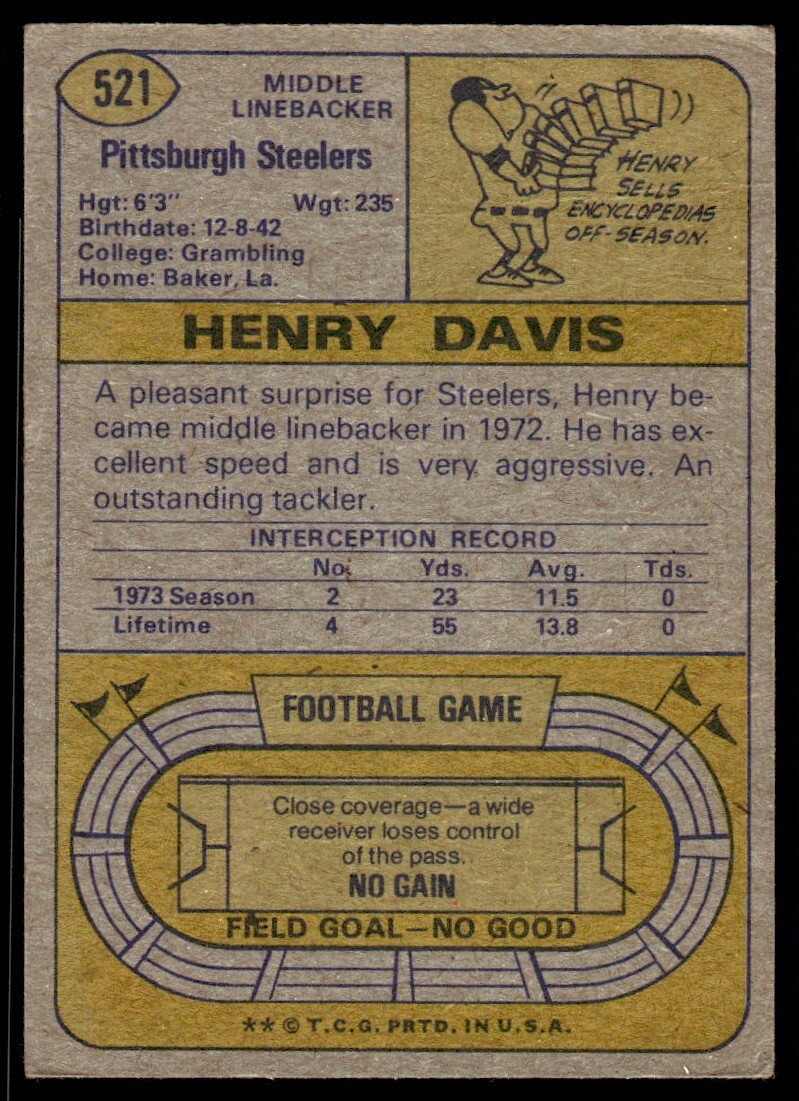 521
MIDDLE
LINEBACKER
Pittsburgh Steelers
Hgt: 6'3" Wgt: 235
Birthdate: 12-8-42
College: Grambling
Home: Baker, La.
HENRY
SELLS
ENCYCLOPEDIAS
OFF-SEASON.
HENRY DAVIS
A pleasant surprise for Steelers, Henry be-
came middle linebacker in 1972. He has ex-
cellent speed and is very aggressive. An
outstanding tackler.
INTERCEPTION RECORD
No. Yds. Avg. Tds.
1973 Season 2 23 11.5 0
Lifetime 4 55 13.8 0
FOOTBALL GAME
Close coverage—a wide
receiver loses control
of the pass.
NO GAIN
FIELD GOAL—NO GOOD
** © T.C.G. PRTD. IN U.S.A.